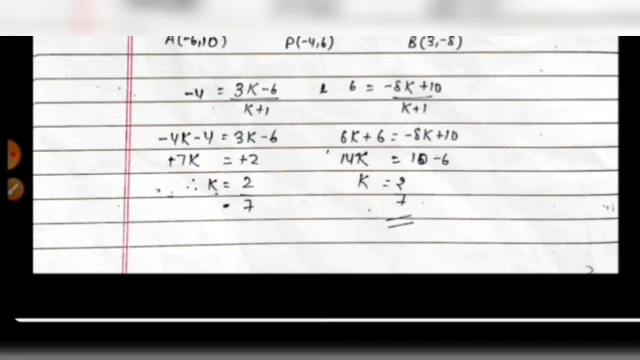 A(-6,10) P(-4,6) B(3,-8)
-4 = 3K-6 / K+1 & 6 = -8K+10 / K+1
-4K-4 = 3K-6 6K+6 = -8K+10
+7K = +2 14K = 10-6
∴ K = 2/7 K = 2/7